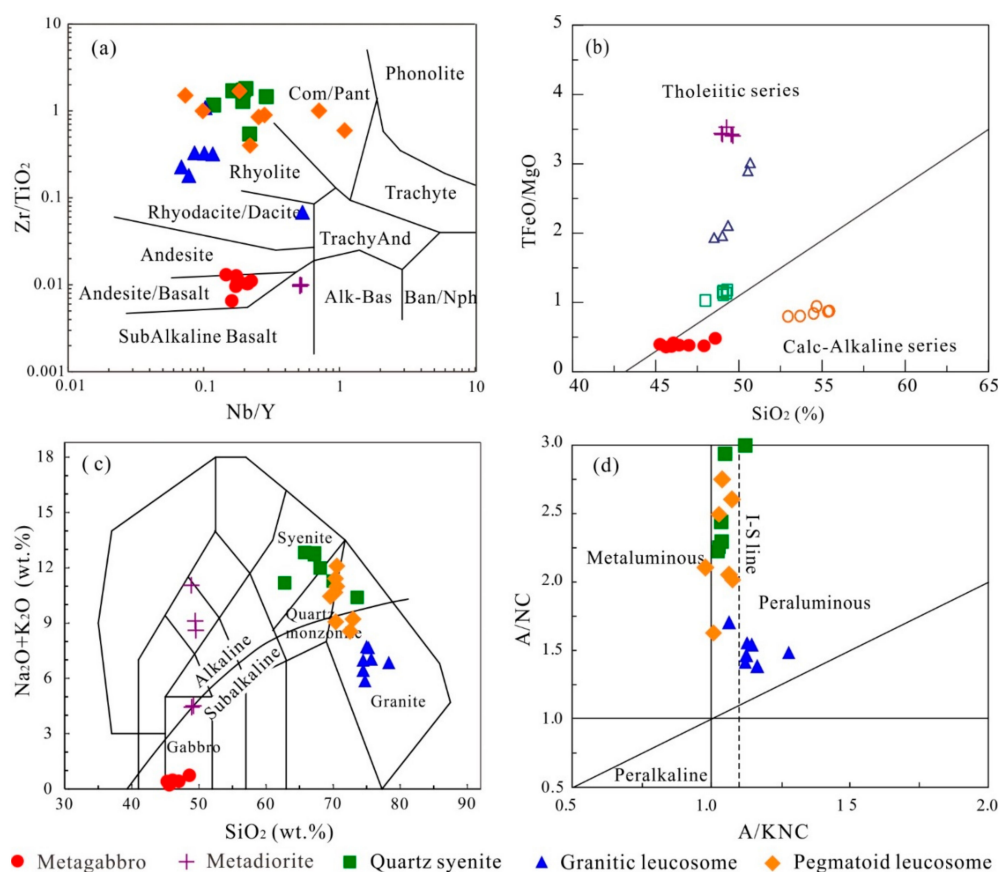 (a)
Zr/TiO2
10
1
0.1
0.01
0.001
Phonolite
Com/Pant
Rhyolite
Trachyte
Rhyodacite/Dacite
TrachyAnd
Andesite
Andesite/Basalt
Alk-Bas
Ban/Nph
SubAlkaline Basalt
0.01
0.1
1
10
Nb/Y
(b)
TFeO/MgO
5
4
3
2
1
0
Tholeiitic series
Calc-Alkaline series
40
45
50
55
60
65
SiO2 (%)
(c)
Na2O+K2O (wt.%)
18
15
12
9
6
3
0
Syenite
Quartz
monzonite
Alkaline
Subalkaline
Granite
Gabbro
30
40
50
60
70
80
90
SiO2 (wt.%)
(d)
A/NC
3.0
2.5
2.0
1.5
1.0
0.5
Metaluminous
I-S line
Peraluminous
Peralkaline
0.5
1.0
1.5
2.0
A/KNC
Metagabbro
Metadiorite
Quartz syenite
Granitic leucosome
Pegmatoid leucosome